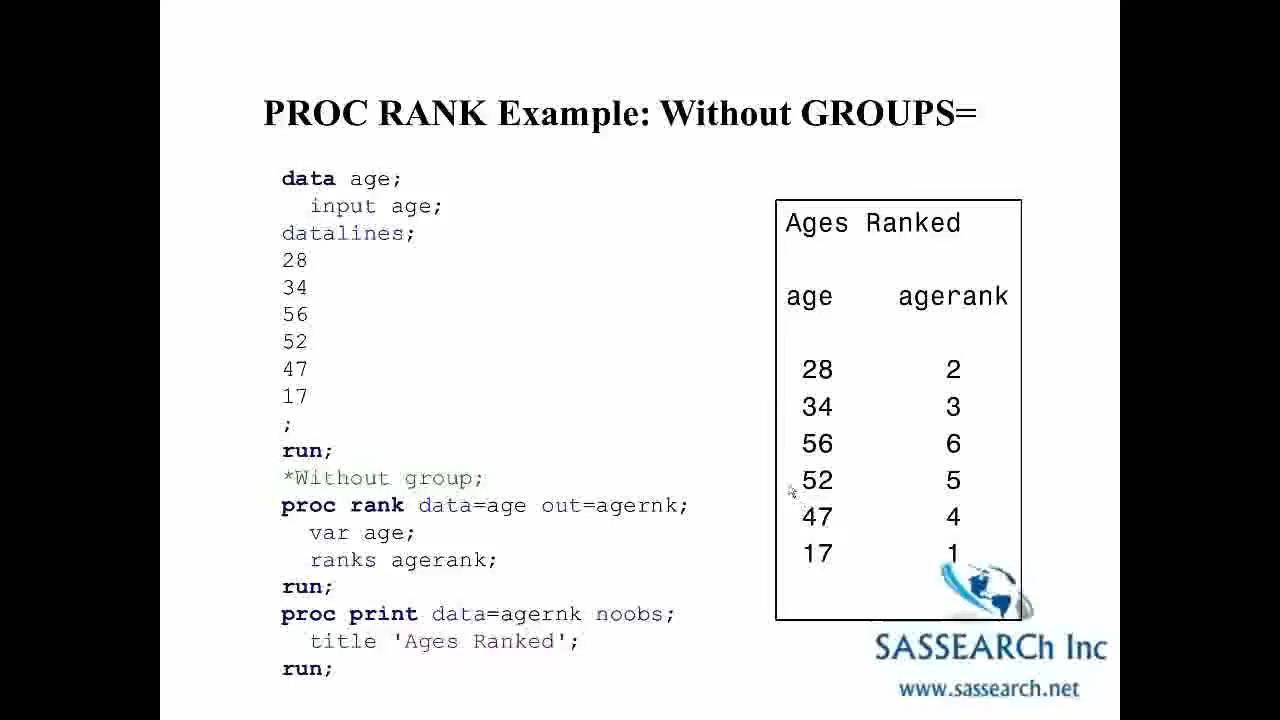 PROC RANK Example: Without GROUPS=
data age;
input age;
datalines;
28
34
56
52
47
17
;
run;
*Without group;
proc rank data=age out=agernk;
var age;
ranks agerank;
run;
proc print data=agernk noobs;
title 'Ages Ranked';
run;
Ages Ranked
age agerank
28 2
34 3
56 6
52 5
47 4
17 1
SASSEARCh Inc
www.sassearch.net